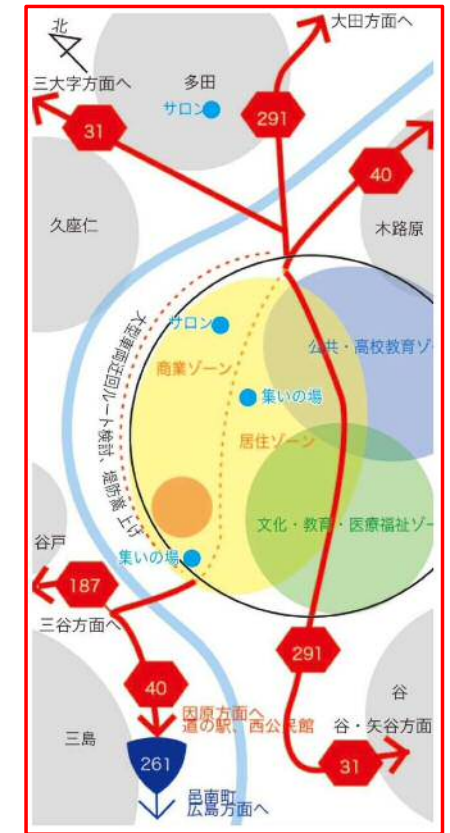 北
大田方面へ
三大字方面へ
多田
サロン
31
291
40
久座仁
木路原
サロン
公共・高校教育ゾ
商業ゾーン
大型車両迂回ルート検討、堤防嵩上げ
集いの場
居住ゾーン
文化・教育・医療福祉ゾー
谷戸
集いの場
187
三谷方面へ
291
40
谷
因原方面へ
道の駅、西公民館
谷・矢谷方面
三島
261
31
邑南町
広島方面へ